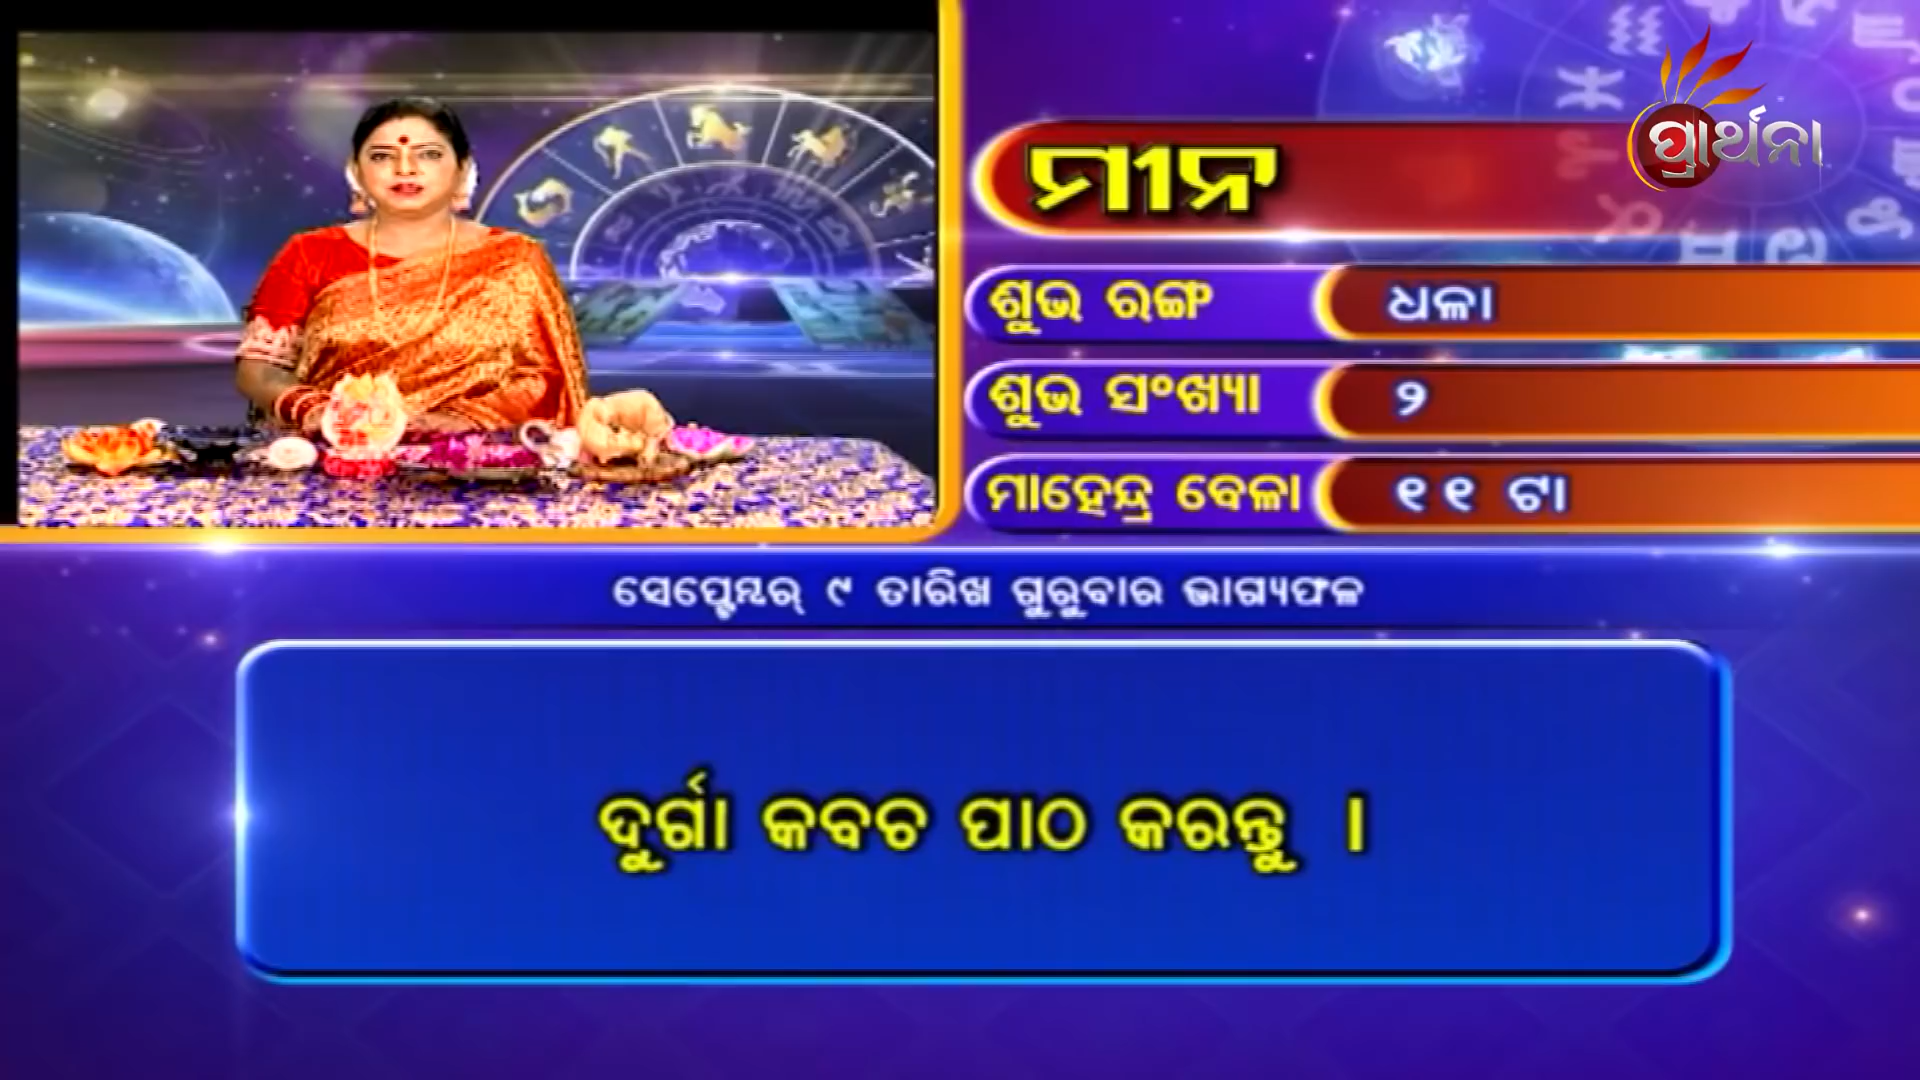 ପ୍ରାର୍ଥନା
ମୀନ
ଶୁଭ ରଙ୍ଗ ଧଳା
ଶୁଭ ସଂଖ୍ୟା ୨
ମାହେନ୍ଦ୍ର ବେଳା ୧୧ ଟା
ସେପ୍ଟେମ୍ବର୍ ୯ ତାରିଖ ଗୁରୁବାର ଭାଗ୍ୟଫଳ
ଦୁର୍ଗା କବଚ ପାଠ କରନ୍ତୁ ।